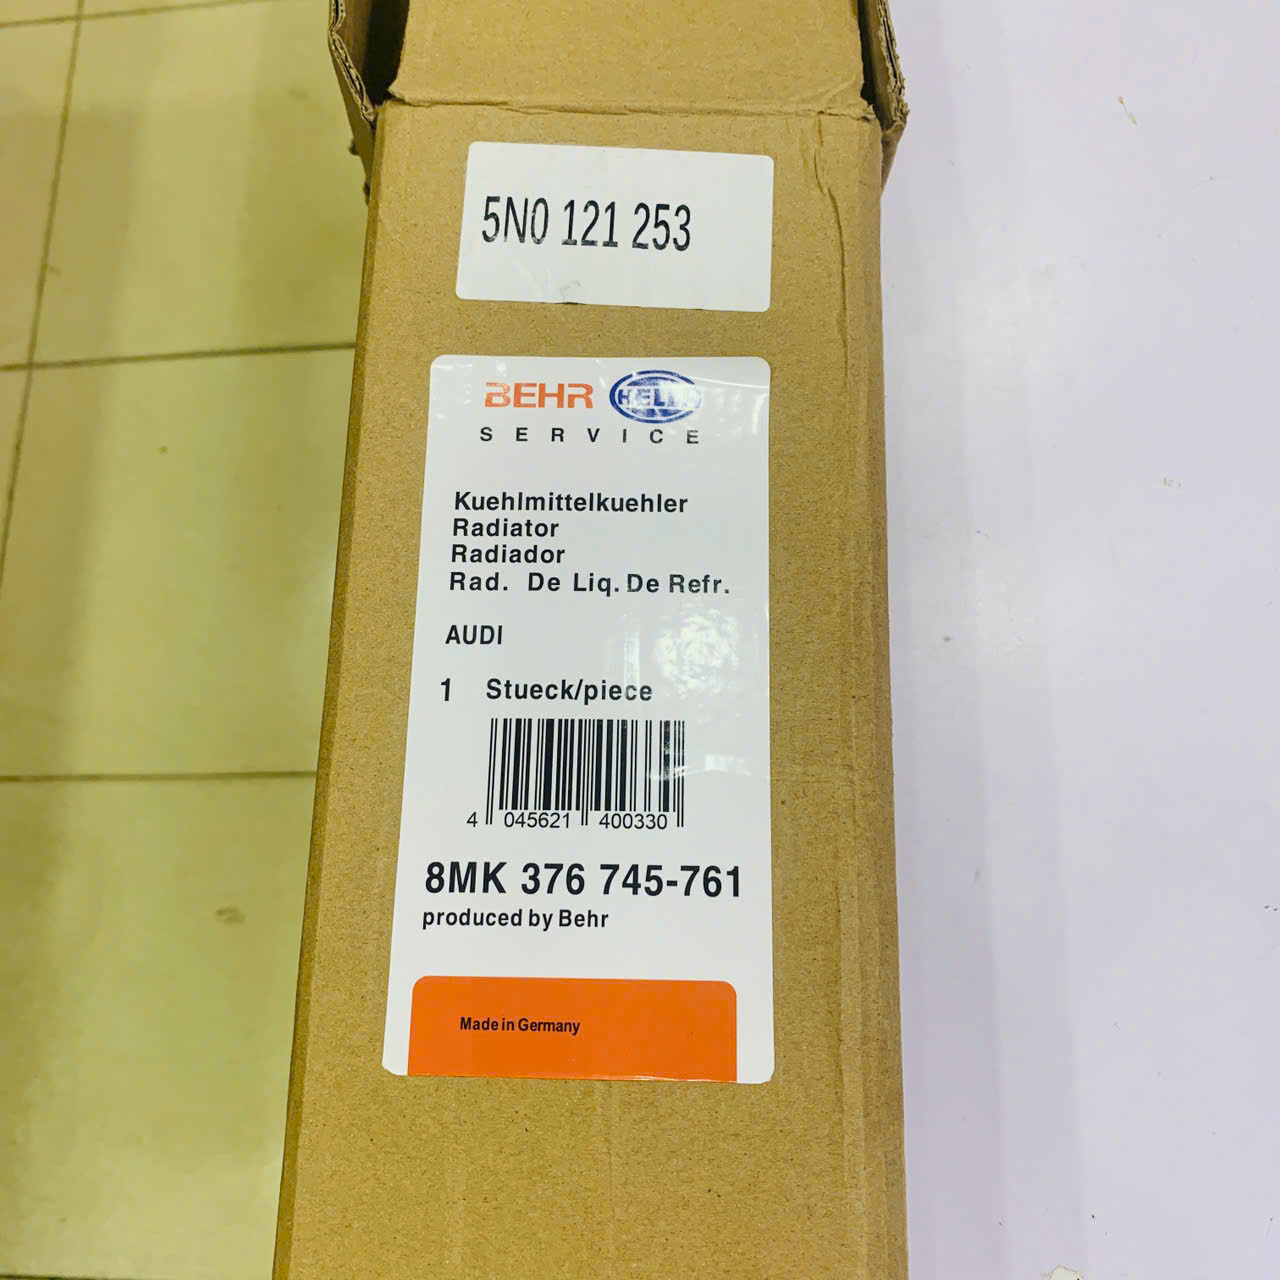 5N0 121 253
BEHR HELLA
SERVICE
Kuehlmittelkuehler
Radiator
Radiador
Rad. De Liq. De Refr.
AUDI
1 Stueck/piece
4 045621 400330
8MK 376 745-761
produced by Behr
Made in Germany